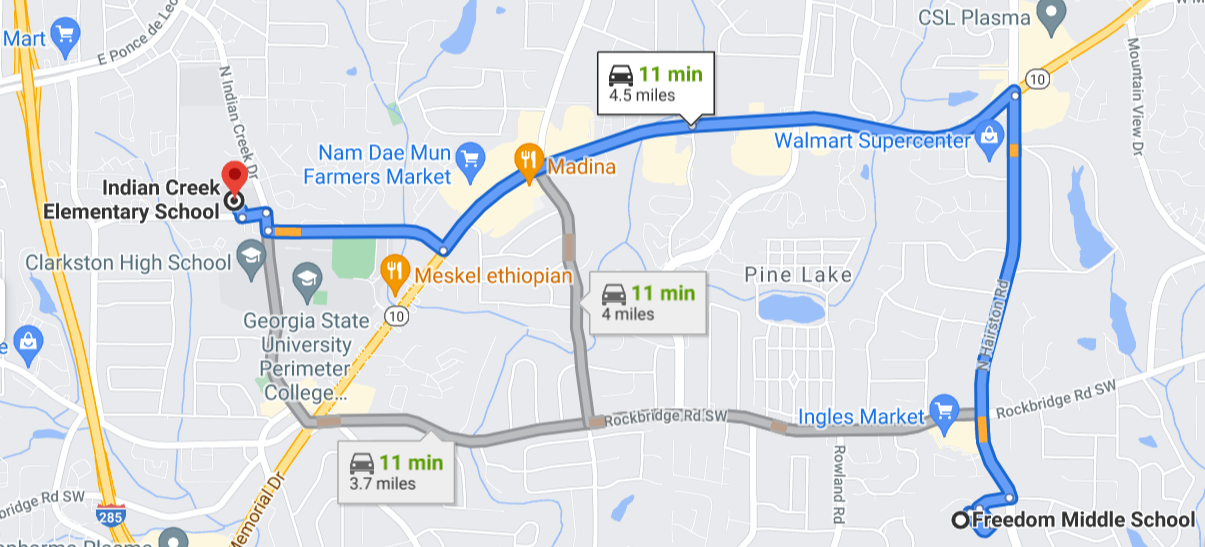 CSL Plasma
Mart
E Ponce de Leo
10
11 min
4.5 miles
N Indian Creek Dr
Mountain View Dr
Walmart Supercenter
Nam Dae Mun
Farmers Market
Madina
Indian Creek
Elementary School
Clarkston High School
Meskel ethiopian
Pine Lake
11 min
4 miles
10
Georgia State
University
Perimeter
College...
N Hairston Rd
e
Rockbridge Rd SW
Ingles Market
Rockbridge Rd SW
11 min
3.7 miles
Rowland Rd
Memorial Dr
bridge Rd SW
285
Freedom Middle School